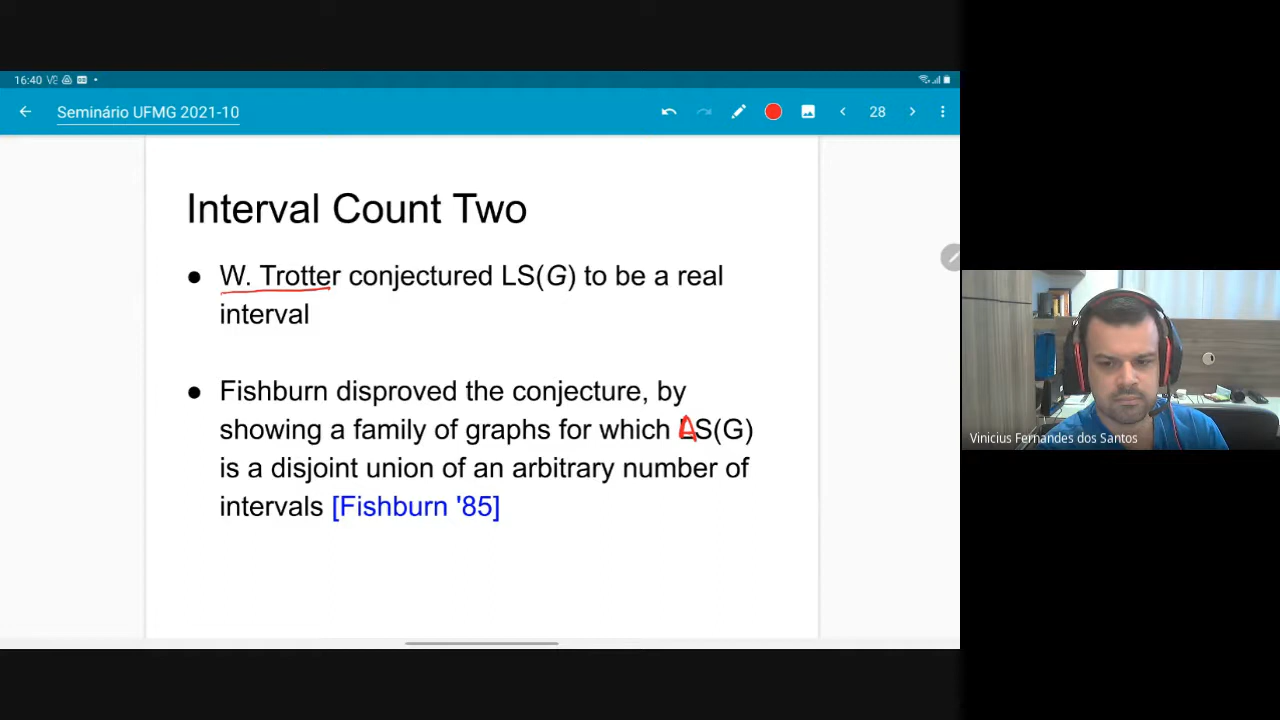 16:40
Seminário UFMG 2021-10
28
Interval Count Two
● W. Trotter conjectured LS(G) to be a real
interval
● Fishburn disproved the conjecture, by
showing a family of graphs for which LS(G)
is a disjoint union of an arbitrary number of
intervals [Fishburn '85]
Vinicius Fernandes dos Santos